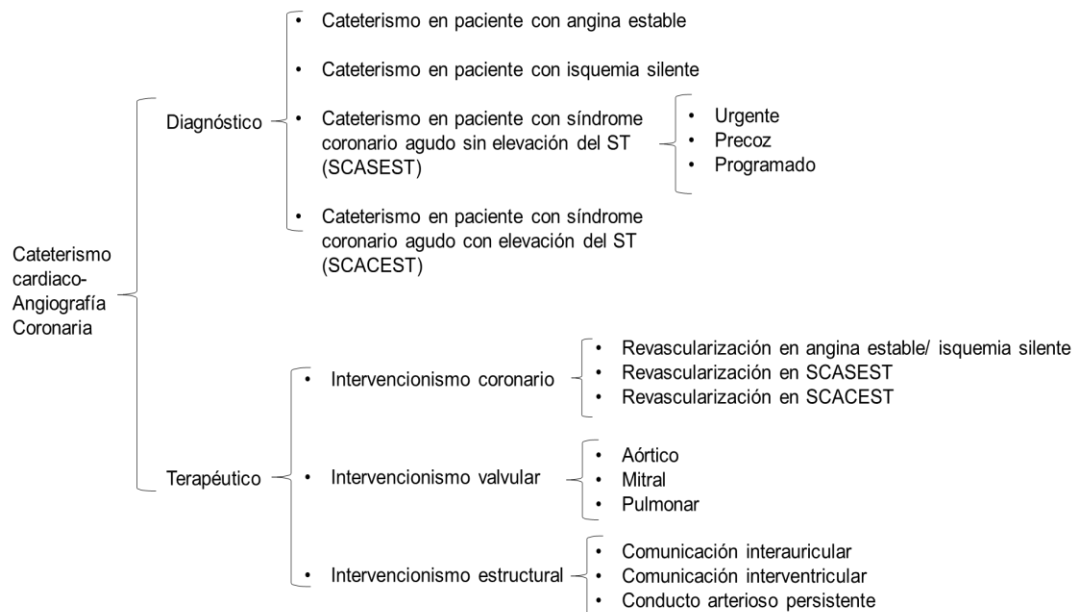 Cateterismo
cardiaco-
Angiografía
Coronaria
Diagnóstico
• Cateterismo en paciente con angina estable
• Cateterismo en paciente con isquemia silente
• Cateterismo en paciente con síndrome
coronario agudo sin elevación del ST
(SCASEST)
• Urgente
• Precoz
• Programado
• Cateterismo en paciente con síndrome
coronario agudo con elevación del ST
(SCACEST)
Terapéutico
• Intervencionismo coronario
• Revascularización en angina estable/ isquemia silente
• Revascularización en SCASEST
• Revascularización en SCACEST
• Intervencionismo valvular
• Aórtico
• Mitral
• Pulmonar
• Intervencionismo estructural
• Comunicación interauricular
• Comunicación interventricular
• Conducto arterioso persistente